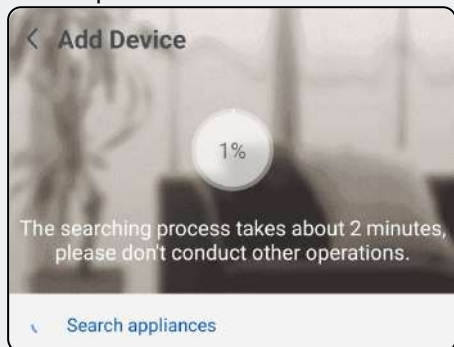 Add Device
1%
The searching process takes about 2 minutes,
please don't conduct other operations.
Search appliances